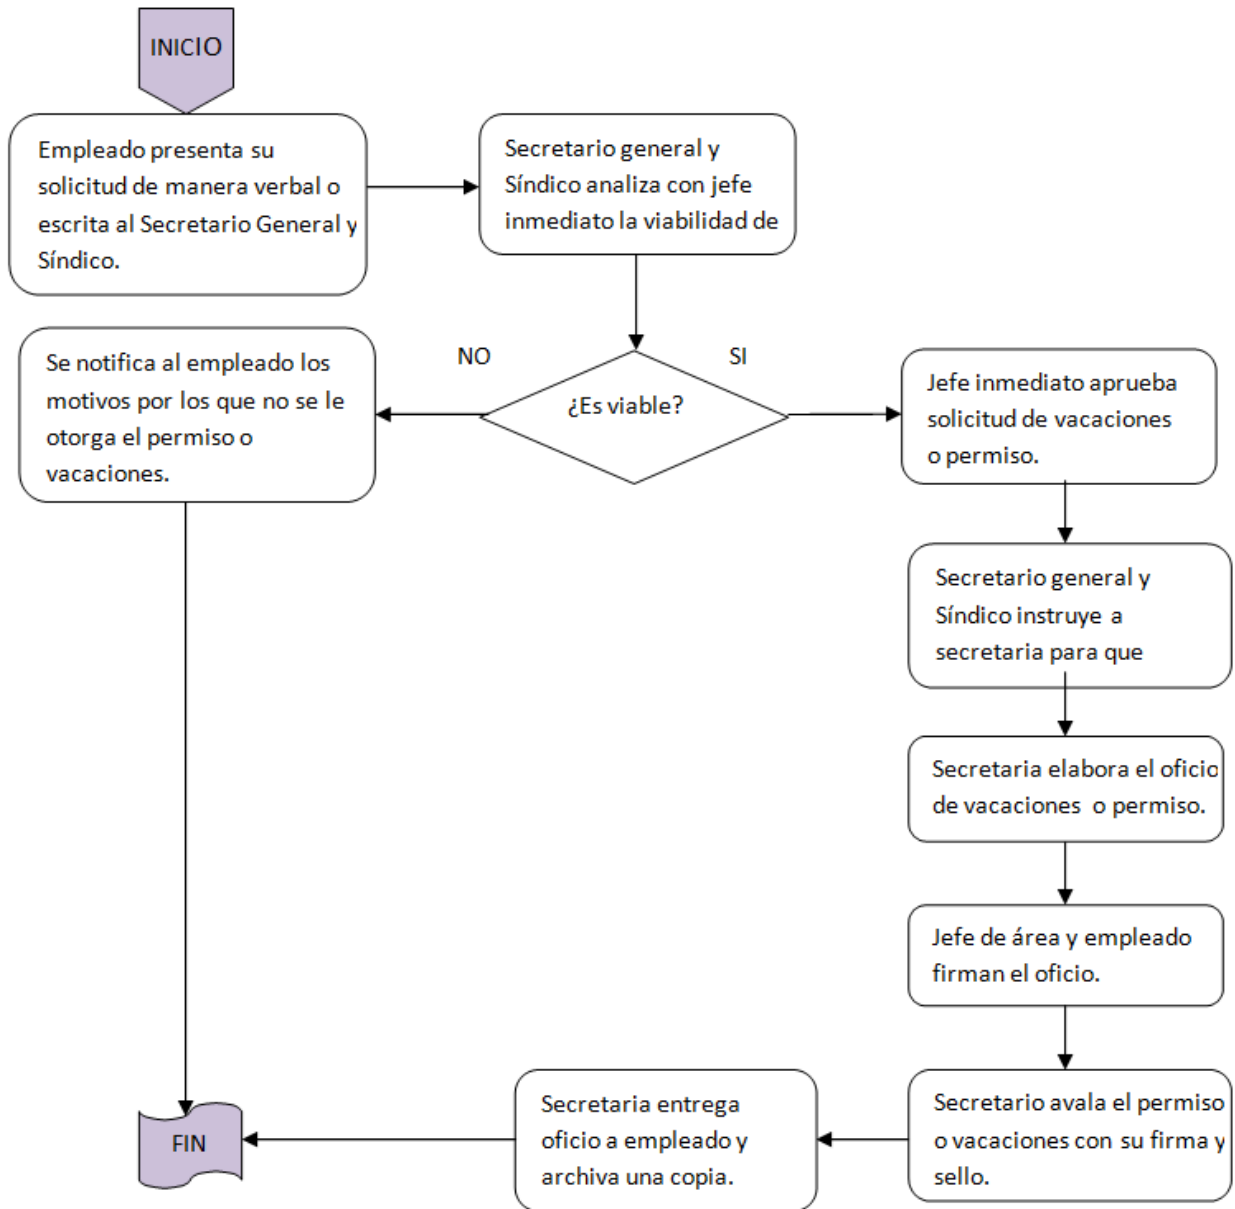 INICIO
Empleado presenta su
solicitud de manera verbal o
escrita al Secretario General y
Síndico.
Secretario general y
Síndico analiza con jefe
inmediato la viabilidad de
NO
SI
¿Es viable?
Se notifica al empleado los
motivos por los que no se le
otorga el permiso o
vacaciones.
Jefe inmediato aprueba
solicitud de vacaciones
o permiso.
Secretario general y
Síndico instruye a
secretaria para que
Secretaria elabora el oficio
de vacaciones o permiso.
Jefe de área y empleado
firman el oficio.
Secretario avala el permiso
o vacaciones con su firma y
sello.
Secretaria entrega
oficio a empleado y
archiva una copia.
FIN